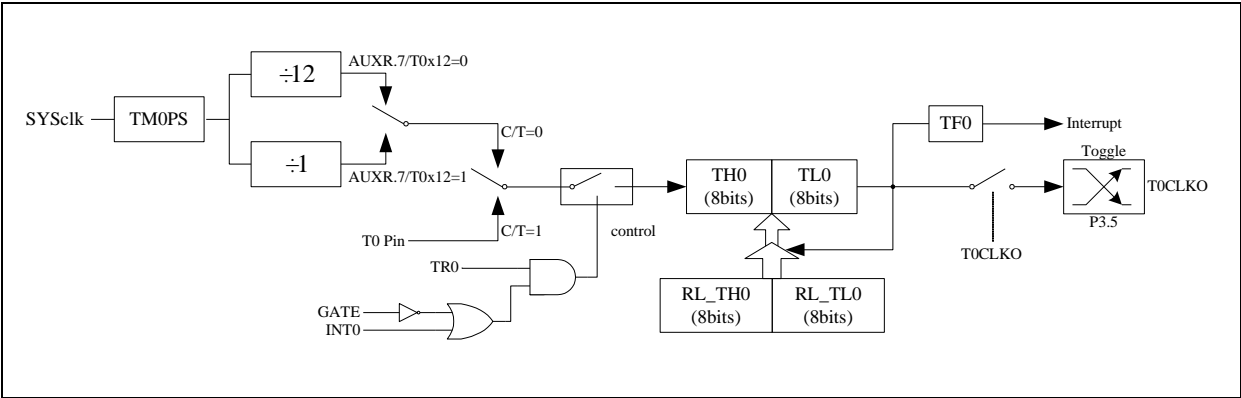 ÷12
AUXR.7/T0x12=0
SYSclk
TM0PS
÷1
AUXR.7/T0x12=1
C/T=0
T0 Pin
C/T=1
control
TR0
GATE
INT0
TH0
(8bits)
TL0
(8bits)
RL_TH0
(8bits)
RL_TL0
(8bits)
TF0
Interrupt
Toggle
T0CLKO
P3.5
T0CLKO